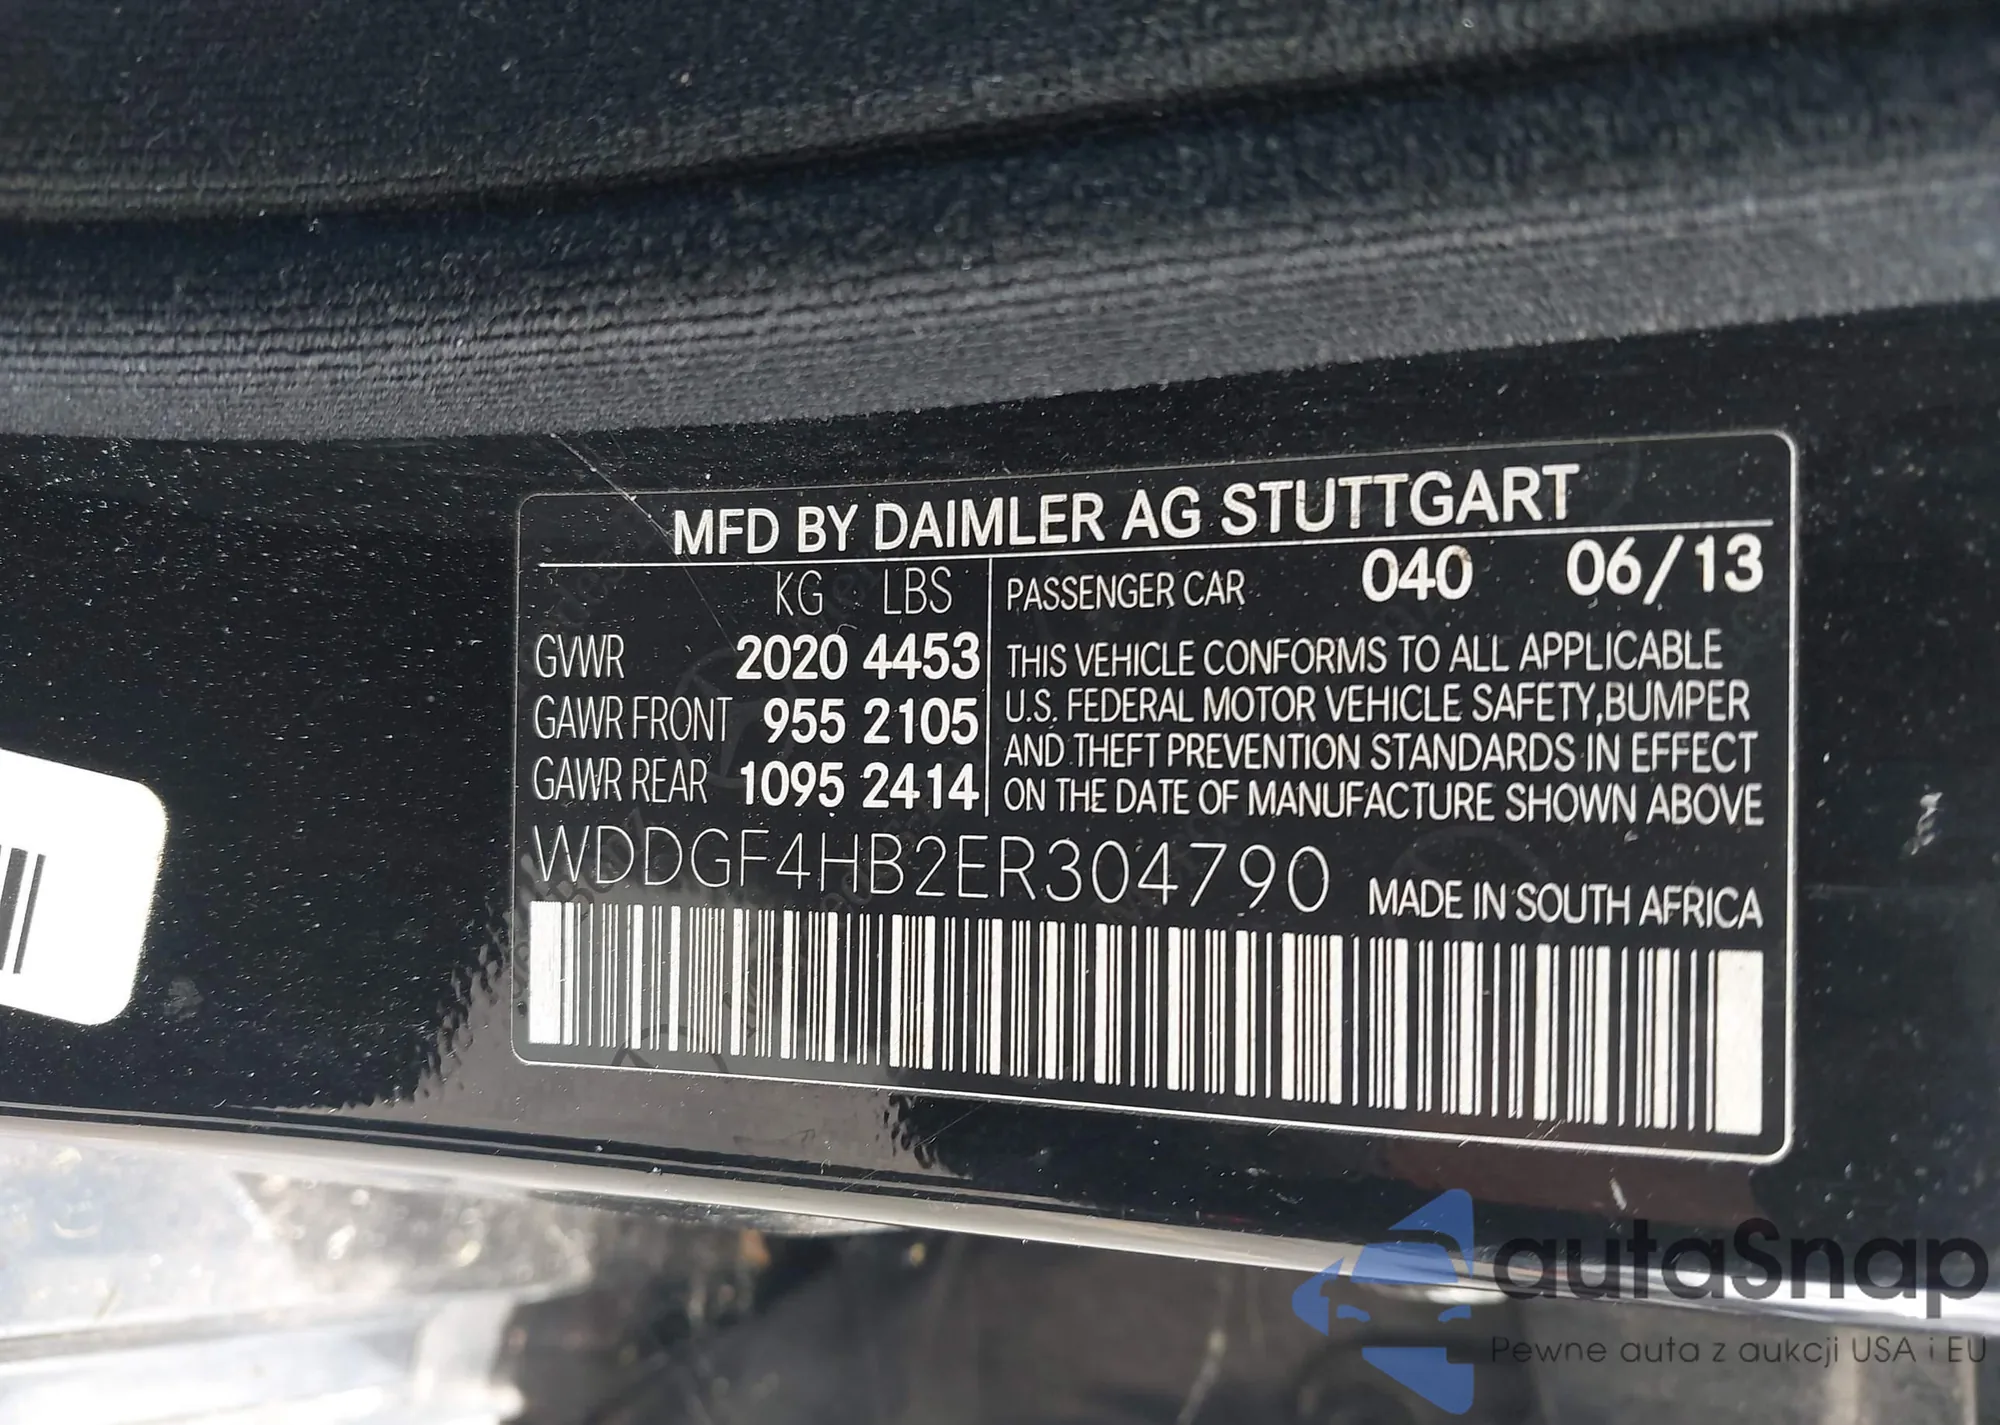 MFD BY DAIMLER AG STUTTGART
KG LBS
GVWR 2020 4453
GAWR FRONT 955 2105
GAWR REAR 1095 2414
PASSENGER CAR 040 06/13
THIS VEHICLE CONFORMS TO ALL APPLICABLE
U.S. FEDERAL MOTOR VEHICLE SAFETY,BUMPER
AND THEFT PREVENTION STANDARDS IN EFFECT
ON THE DATE OF MANUFACTURE SHOWN ABOVE
WDDGF4HB2ER304790
MADE IN SOUTH AFRICA
autaSnap
Pewne auta z aukcji USA i EU